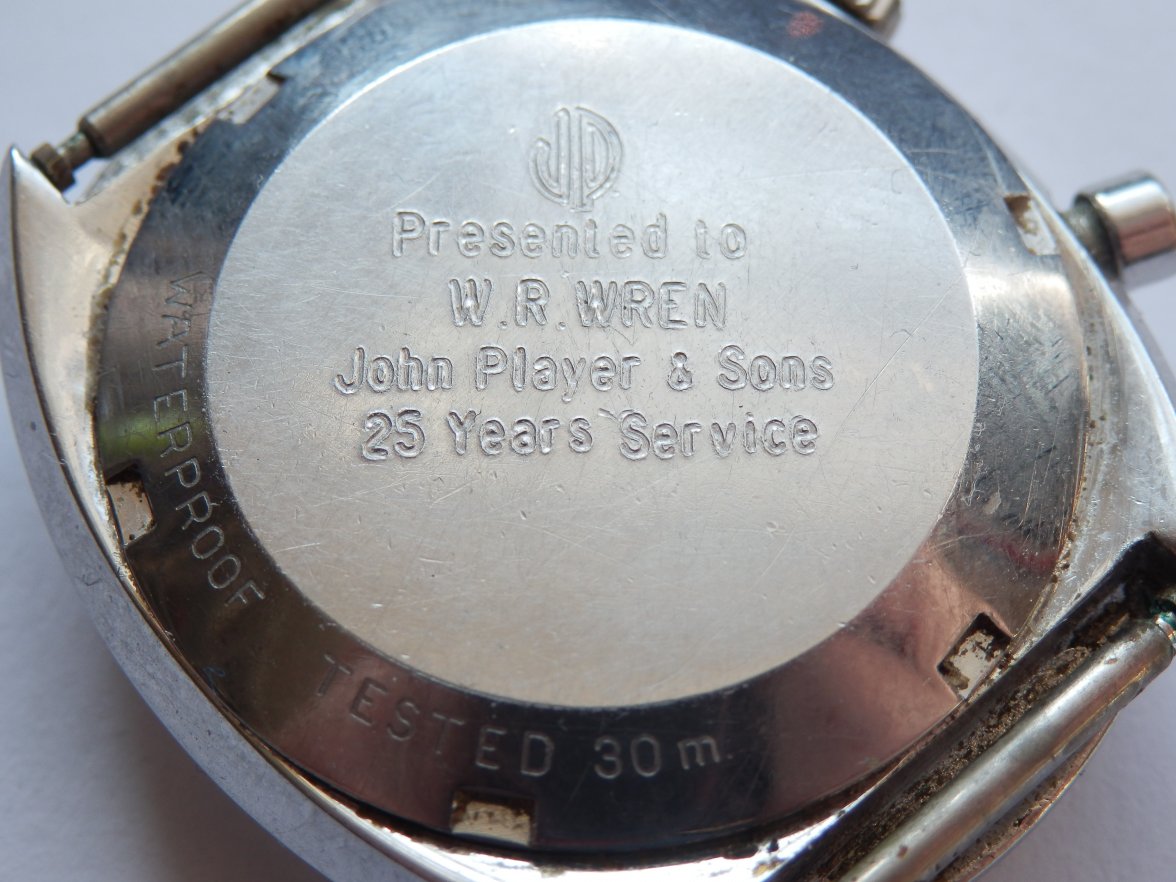 JP
Presented to
W.R.WREN
John Player & Sons
25 Years Service
WATERPROOF TESTED 30m.